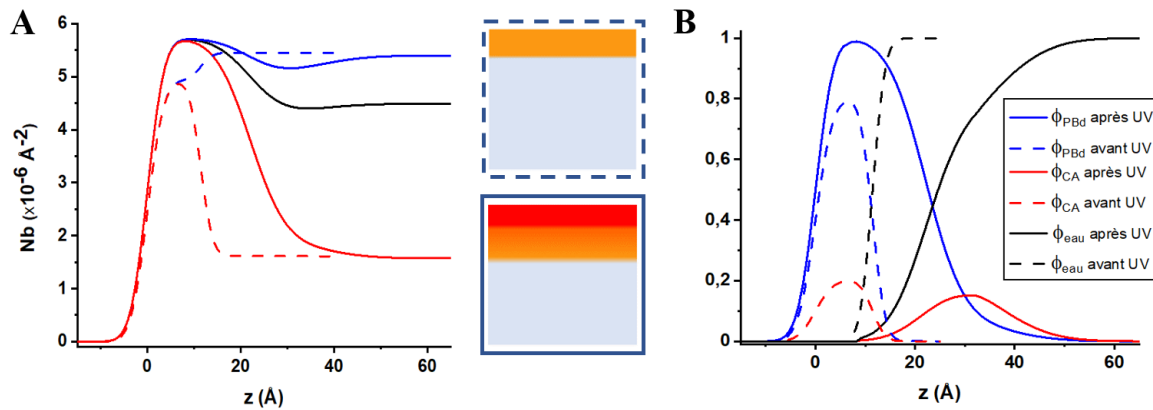 A
Nb (×10⁻⁶ A⁻²)
6
5
4
3
2
1
0
0
20
40
60
z (Å)
B
1
0,8
0,6
0,4
0,2
0
0
20
40
60
z (Å)
ϕPBd après UV
ϕPBd avant UV
ϕCA après UV
ϕCA avant UV
ϕeau après UV
ϕeau avant UV